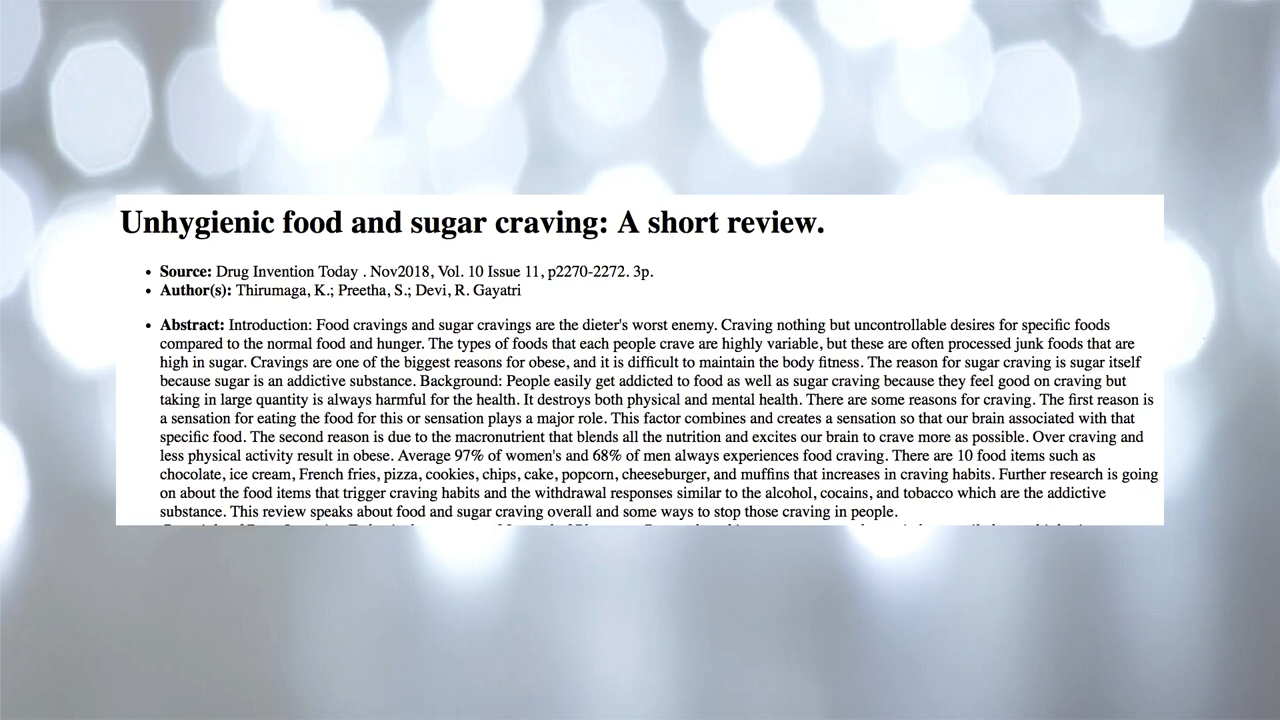 Unhygienic food and sugar craving: A short review.
• Source: Drug Invention Today . Nov2018, Vol. 10 Issue 11, p2270-2272. 3p.
• Author(s): Thirumaga, K.; Preetha, S.; Devi, R. Gayatri
• Abstract: Introduction: Food cravings and sugar cravings are the dieter's worst enemy. Craving nothing but uncontrollable desires for specific foods
compared to the normal food and hunger. The types of foods that each people crave are highly variable, but these are often processed junk foods that are
high in sugar. Cravings are one of the biggest reasons for obese, and it is difficult to maintain the body fitness. The reason for sugar craving is sugar itself
because sugar is an addictive substance. Background: People easily get addicted to food as well as sugar craving because they feel good on craving but
taking in large quantity is always harmful for the health. It destroys both physical and mental health. There are some reasons for craving. The first reason is
a sensation for eating the food for this or sensation plays a major role. This factor combines and creates a sensation so that our brain associated with that
specific food. The second reason is due to the macronutrient that blends all the nutrition and excites our brain to crave more as possible. Over craving and
less physical activity result in obese. Average 97% of women's and 68% of men always experiences food craving. There are 10 food items such as
chocolate, ice cream, French fries, pizza, cookies, chips, cake, popcorn, cheeseburger, and muffins that increases in craving habits. Further research is going
on about the food items that trigger craving habits and the withdrawal responses similar to the alcohol, cocains, and tobacco which are the addictive
substance. This review speaks about food and sugar craving overall and some ways to stop those craving in people.